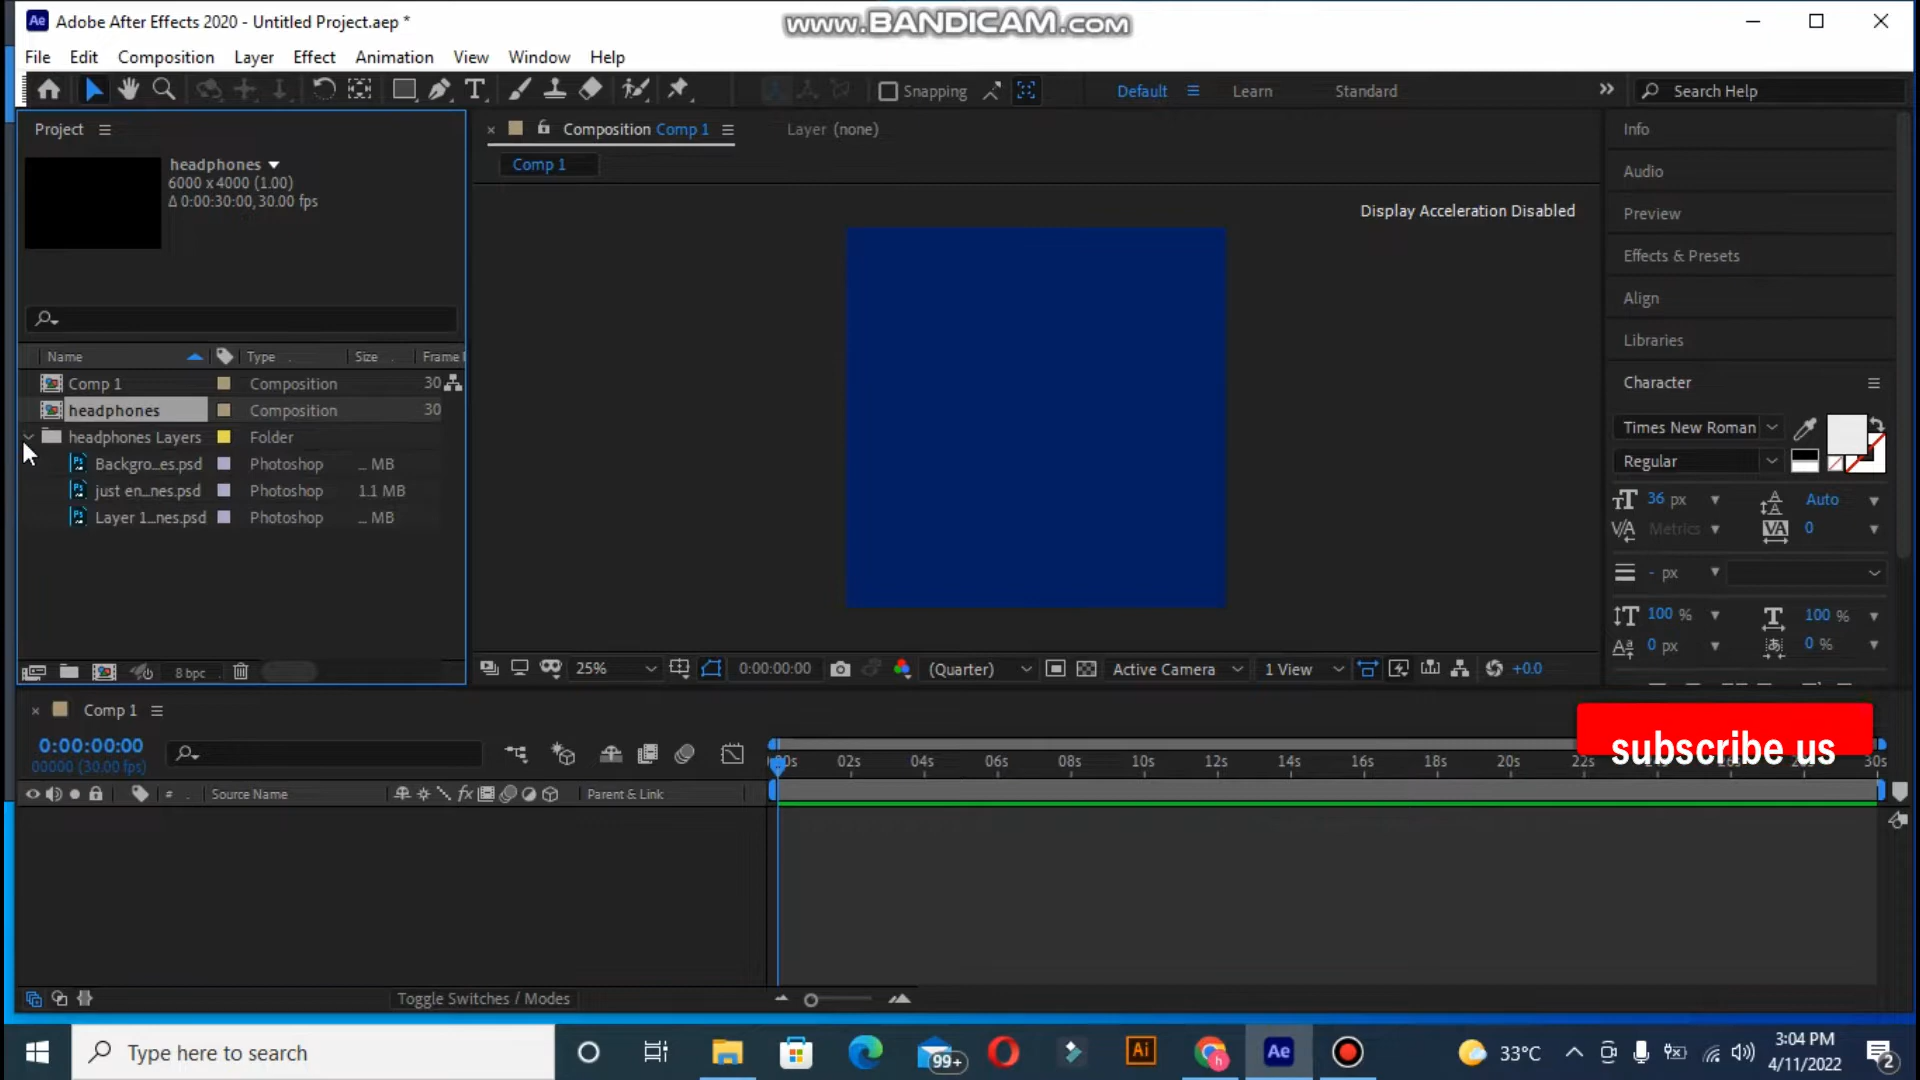 Ae Adobe After Effects 2020 - Untitled Project.aep *
www.BANDICAM.com
File Edit Composition Layer Effect Animation View Window Help
Snapping Default Learn Standard Search Help
Project
headphones
6000 x 4000 (1.00)
Δ 0:00:30:00, 30.00 fps
Composition Comp 1 Layer (none)
Comp 1
Display Acceleration Disabled
Info
Audio
Preview
Effects & Presets
Align
Libraries
Character
Name Type Size Frame
Comp 1 Composition 30
headphones Composition 30
headphones Layers Folder
Backgro...es.psd Photoshop ... MB
just en...nes.psd Photoshop 1.1 MB
Layer 1...nes.psd Photoshop ... MB
Times New Roman
Regular
36 px Auto
Metrics 0
- px
100 % 100 %
0 px 0 %
8 bpc
25% 0:00:00:00 (Quarter) Active Camera 1 View +0.0
Comp 1
0:00:00:00
00000 (30.00 fps)
subscribe us
02s 04s 06s 08s 10s 12s 14s 16s 18s 20s 22s 30s
# Source Name fx Parent & Link
Toggle Switches / Modes
Type here to search
99+
Ai
h
Ae
33°C
3:04 PM
4/11/2022
2